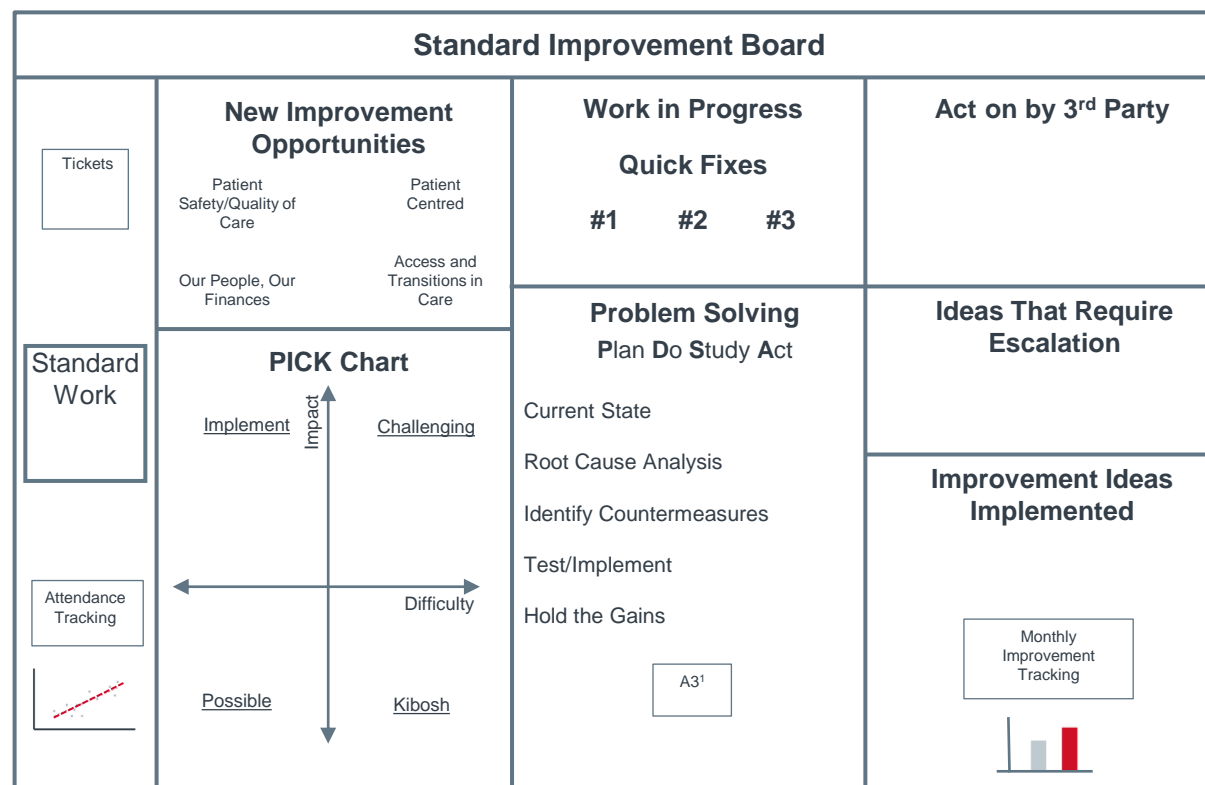 Standard Improvement Board
Tickets
Standard
Work
Attendance
Tracking
New Improvement
Opportunities
Patient
Safety/Quality of
Care
Patient
Centred
Our People, Our
Finances
Access and
Transitions in
Care
PICK Chart
Implement
Impact
Challenging
Difficulty
Possible
Kibosh
Work in Progress
Quick Fixes
#1 #2 #3
Problem Solving
Plan Do Study Act
Current State
Root Cause Analysis
Identify Countermeasures
Test/Implement
Hold the Gains
A3¹
Act on by 3rd Party
Ideas That Require
Escalation
Improvement Ideas
Implemented
Monthly
Improvement
Tracking